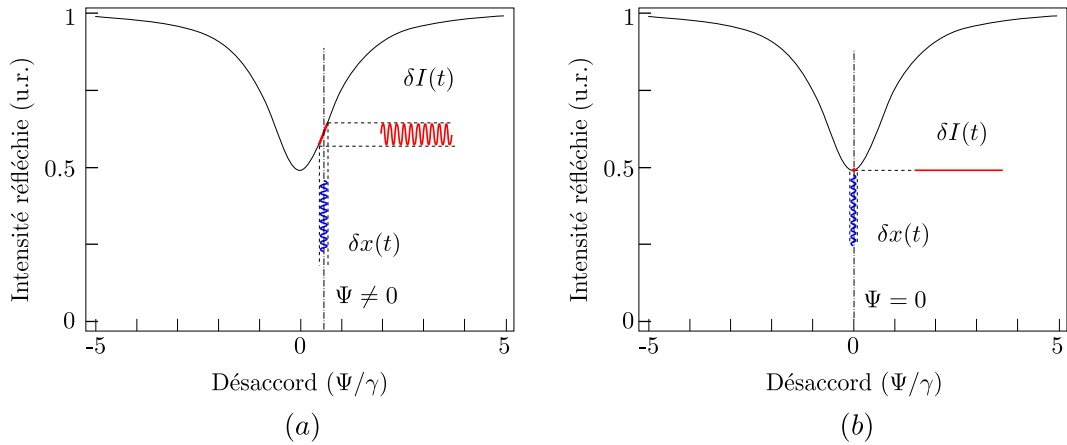 1
0.5
0
-5
0
5
Intensité réfléchie (u.r.)
δI(t)
δx(t)
Ψ ≠ 0
Désaccord (Ψ/γ)
(a)
1
0.5
0
-5
0
5
Intensité réfléchie (u.r.)
δI(t)
δx(t)
Ψ = 0
Désaccord (Ψ/γ)
(b)